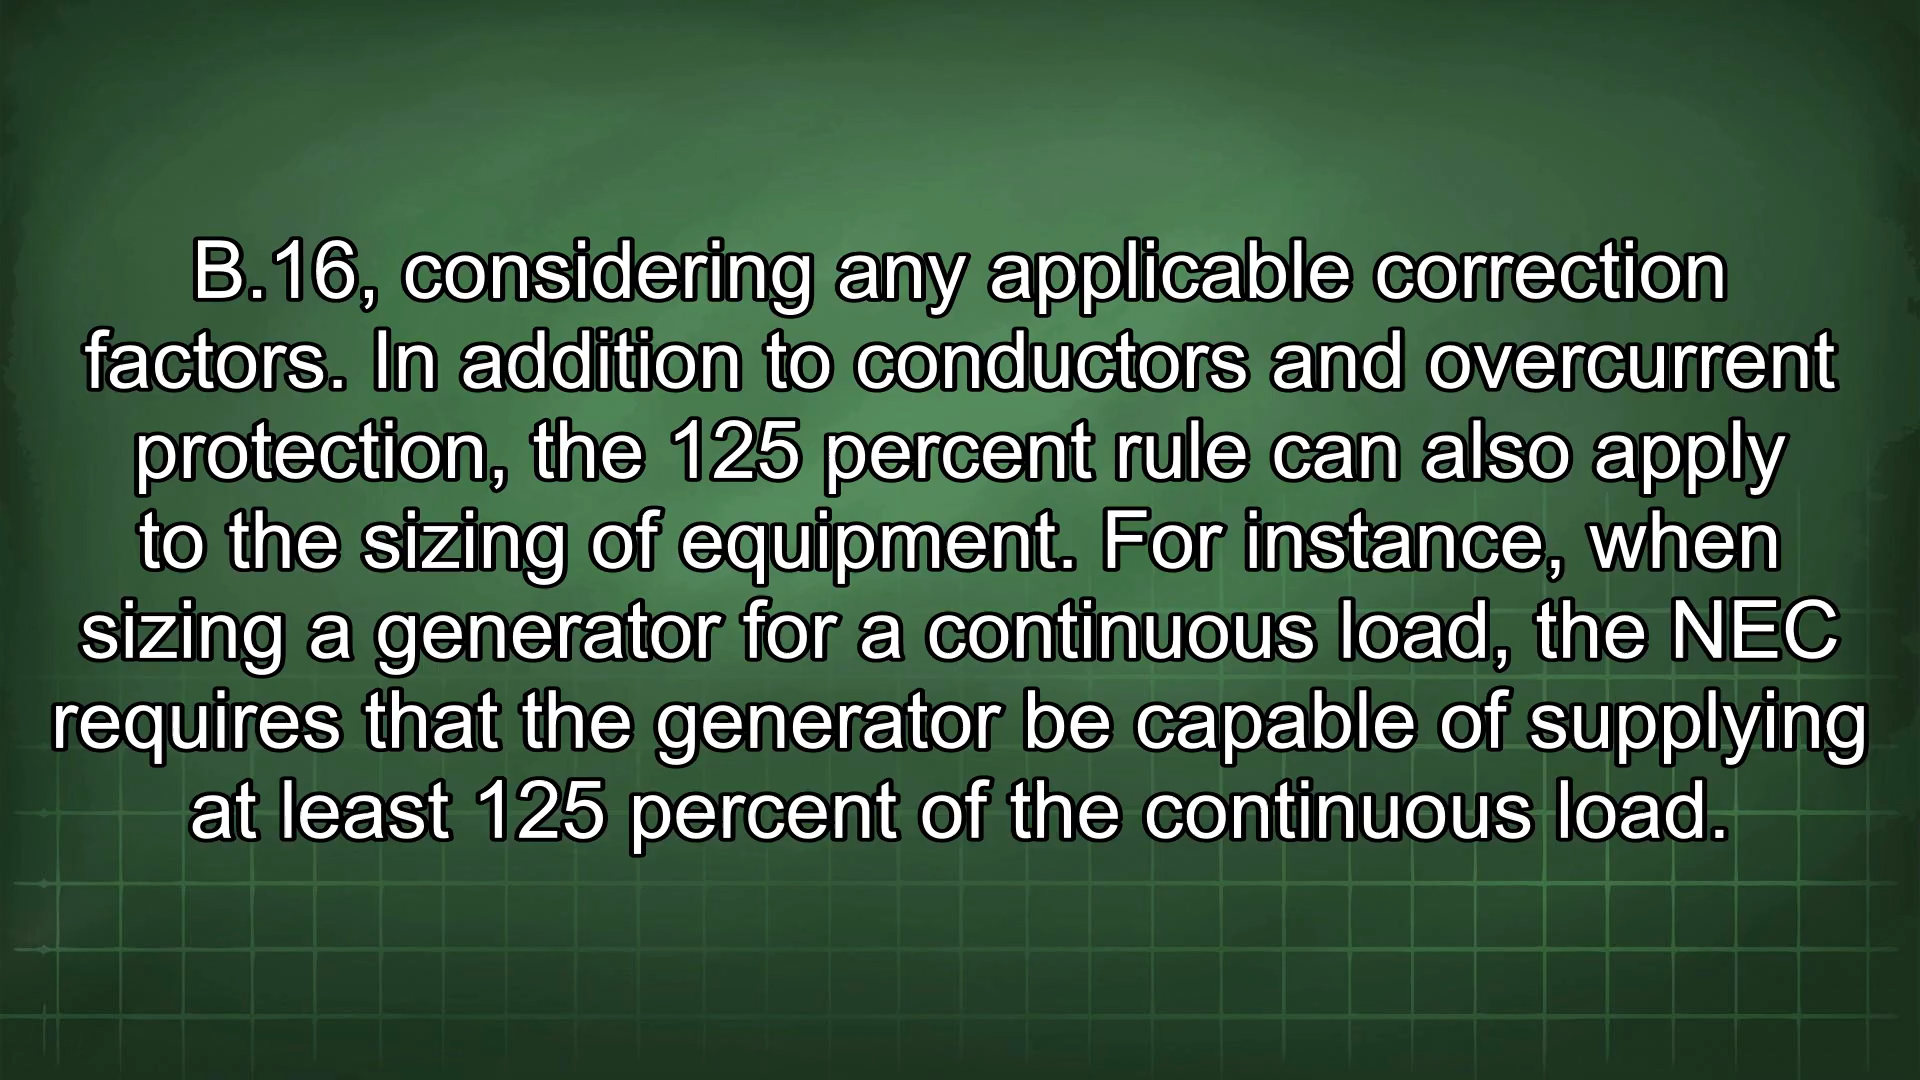 B.16, considering any applicable correction
factors. In addition to conductors and overcurrent
protection, the 125 percent rule can also apply
to the sizing of equipment. For instance, when
sizing a generator for a continuous load, the NEC
requires that the generator be capable of supplying
at least 125 percent of the continuous load.